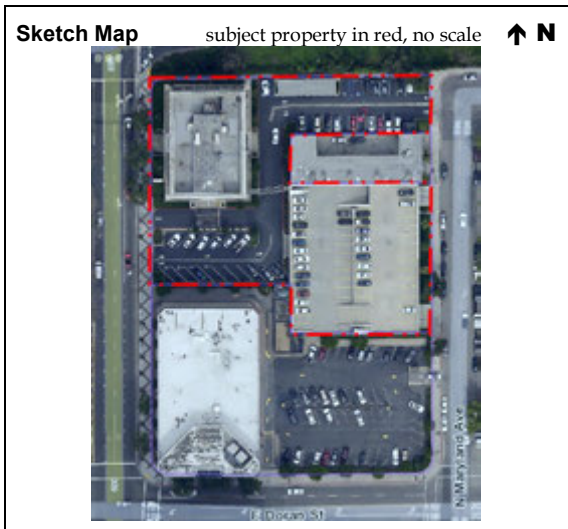 Sketch Map subject property in red, no scale ↑ N
N Maryland Ave
E Doran St